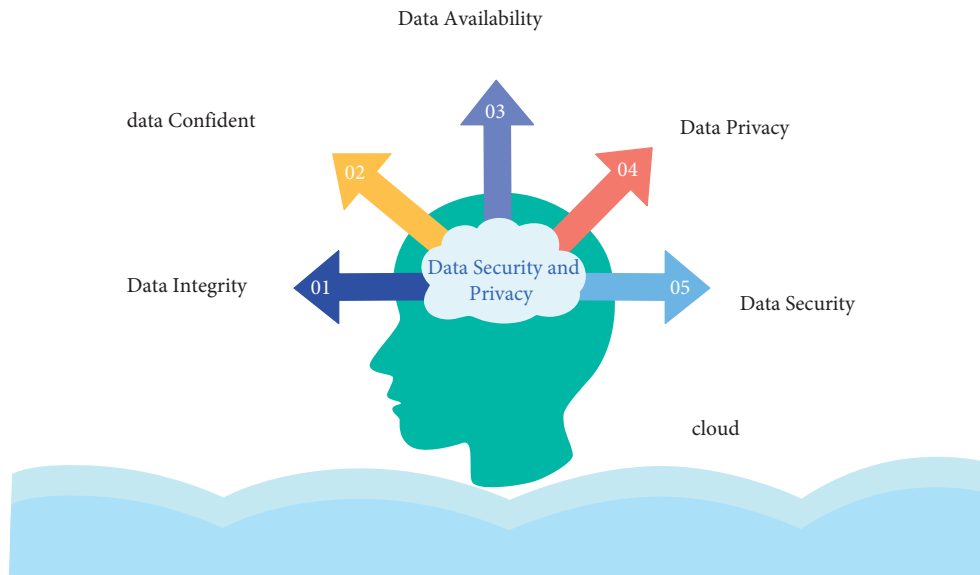 Data Availability
03
data Confident
02
Data Privacy
04
Data Integrity
01
Data Security and
Privacy
05
Data Security
cloud